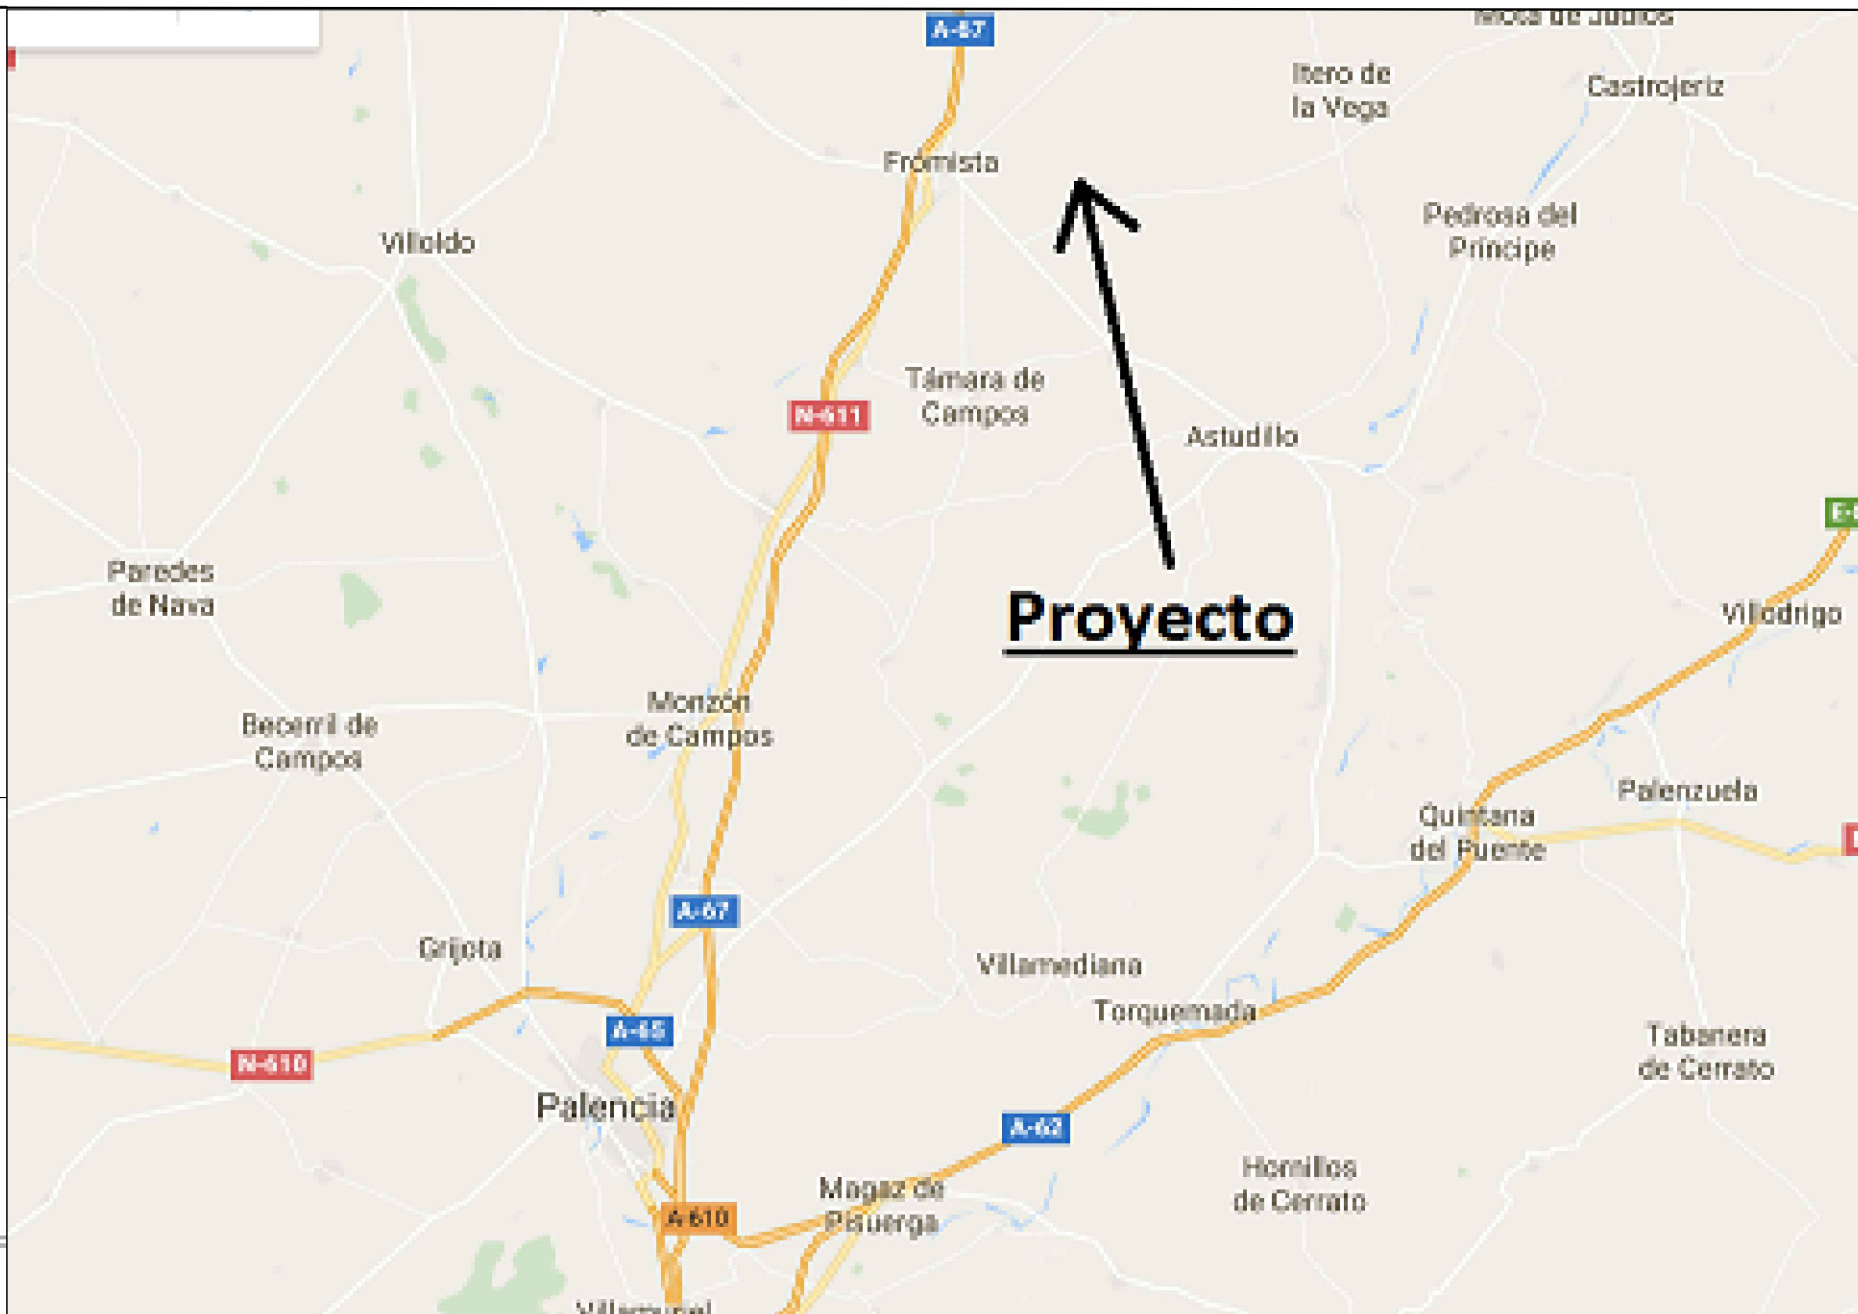 A-67
Itero de
la Vega
Castrojeriz
Frómista
Pedrosa del
Príncipe
Villoldo
Támara de
Campos
N-611
Astudillo
Paredes
de Nava
Proyecto
Villodrigo
Monzón
de Campos
Becerril de
Campos
Palenzuela
Quintana
del Puente
A-67
Grijota
Villamediana
Torquemada
A-65
N-610
Tabanera
de Cerrato
Palencia
A-62
Hornillos
de Cerrato
Magaz de
Pisuerga
A-610